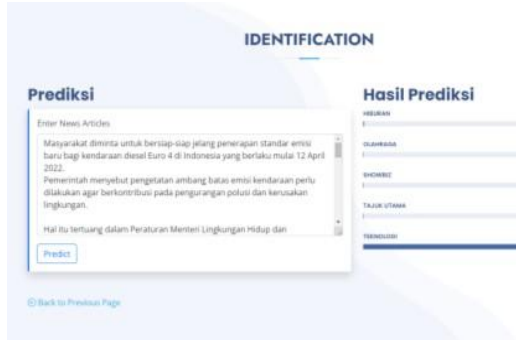 IDENTIFICATION
Prediksi
Enter News Articles
Masyarakat diminta untuk bersiap-siap jelang penerapan standar emisi
baru bagi kendaraan diesel Euro 4 di Indonesia yang berlaku mulai 12 April
2022.
Pemerintah menyebut pengetatan ambang batas emisi kendaraan perlu
dilakukan agar berkontribusi pada pengurangan polusi dan kerusakan
lingkungan.
Hal itu tertuang dalam Peraturan Menteri Lingkungan Hidup dan
Predict
Back to Previous Page
Hasil Prediksi
HIBURAN
OLAHRAGA
SHOWBIZ
TAJUK UTAMA
TEKNOLOGI